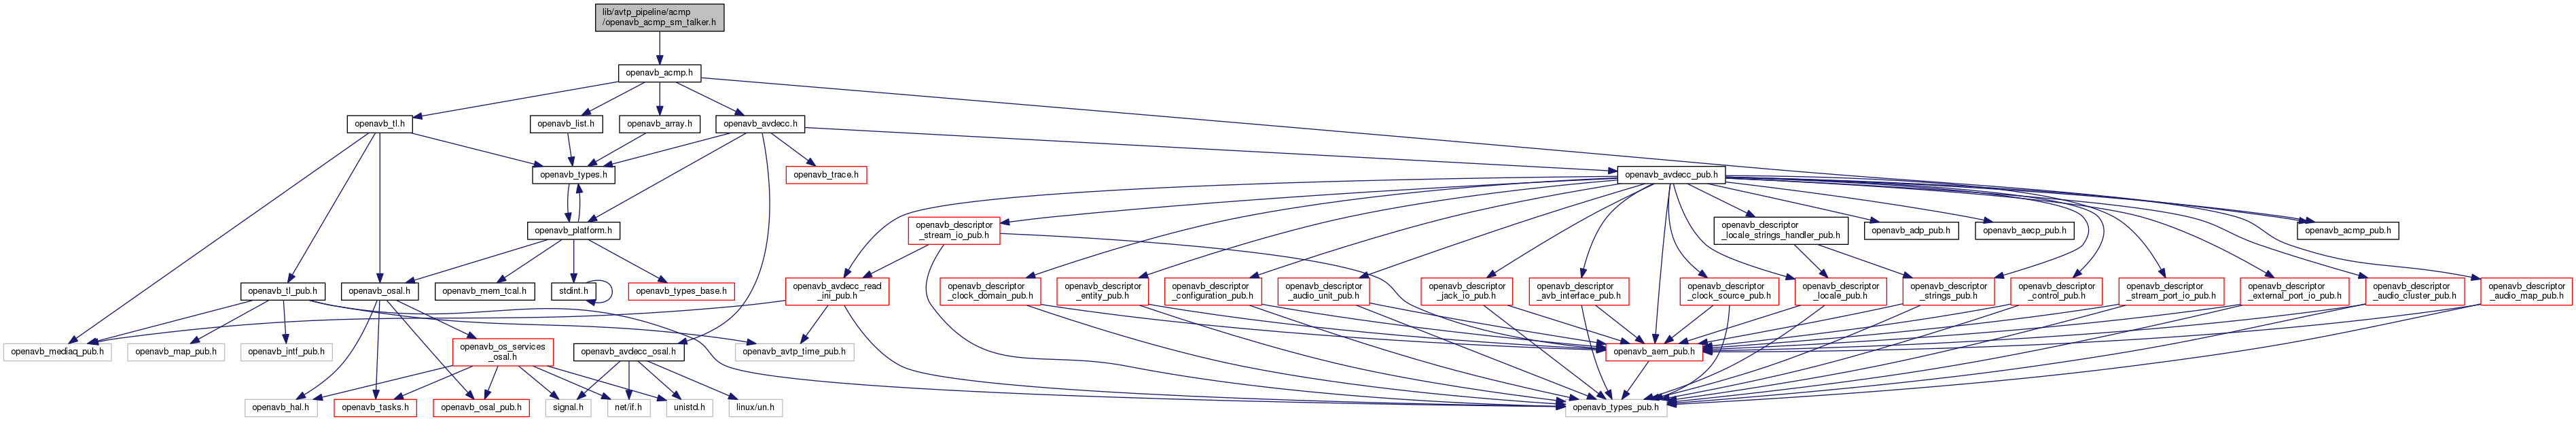 lib/avtp_pipeline/acmp
/openavb_acmp_sm_talker.h
openavb_acmp.h
openavb_tl.h
openavb_list.h
openavb_array.h
openavb_avdecc.h
openavb_types.h
openavb_trace.h
openavb_avdecc_pub.h
openavb_platform.h
openavb_descriptor
_stream_io_pub.h
openavb_descriptor
_locale_strings_handler_pub.h
openavb_adp_pub.h
openavb_aecp_pub.h
openavb_acmp_pub.h
openavb_tl_pub.h
openavb_osal.h
openavb_mem_tcal.h
stdint.h
openavb_types_base.h
openavb_avdecc_read
_ini_pub.h
openavb_descriptor
_clock_domain_pub.h
openavb_descriptor
_entity_pub.h
openavb_descriptor
_configuration_pub.h
openavb_descriptor
_audio_unit_pub.h
openavb_descriptor
_jack_io_pub.h
openavb_descriptor
_avb_interface_pub.h
openavb_descriptor
_clock_source_pub.h
openavb_descriptor
_locale_pub.h
openavb_descriptor
_strings_pub.h
openavb_descriptor
_control_pub.h
openavb_descriptor
_stream_port_io_pub.h
openavb_descriptor
_external_port_io_pub.h
openavb_descriptor
_audio_cluster_pub.h
openavb_descriptor
_audio_map_pub.h
openavb_mediaq_pub.h
openavb_map_pub.h
openavb_intf_pub.h
openavb_os_services
_osal.h
openavb_avdecc_osal.h
openavb_avtp_time_pub.h
openavb_aem_pub.h
openavb_hal.h
openavb_tasks.h
openavb_osal_pub.h
signal.h
net/if.h
unistd.h
linux/un.h
openavb_types_pub.h